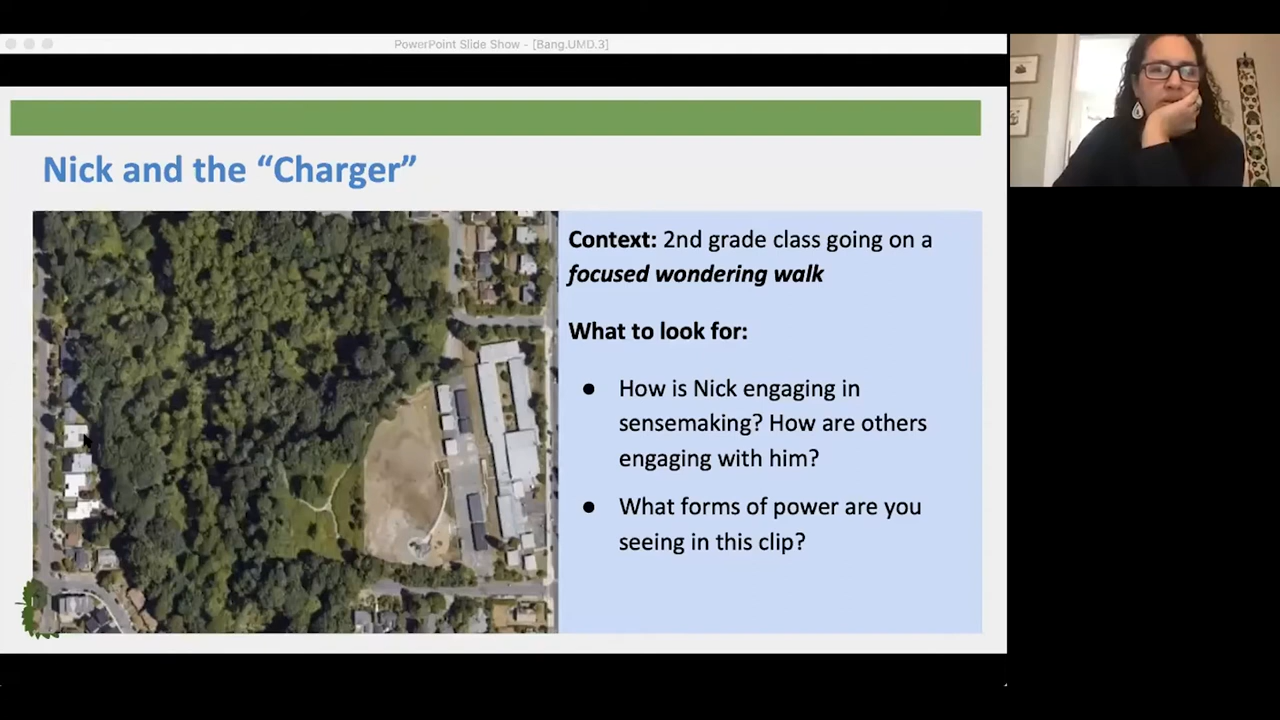 PowerPoint Slide Show - [Bang.UMD.3]
Nick and the “Charger”
Context: 2nd grade class going on a
focused wondering walk
What to look for:
● How is Nick engaging in
sensemaking? How are others
engaging with him?
● What forms of power are you
seeing in this clip?